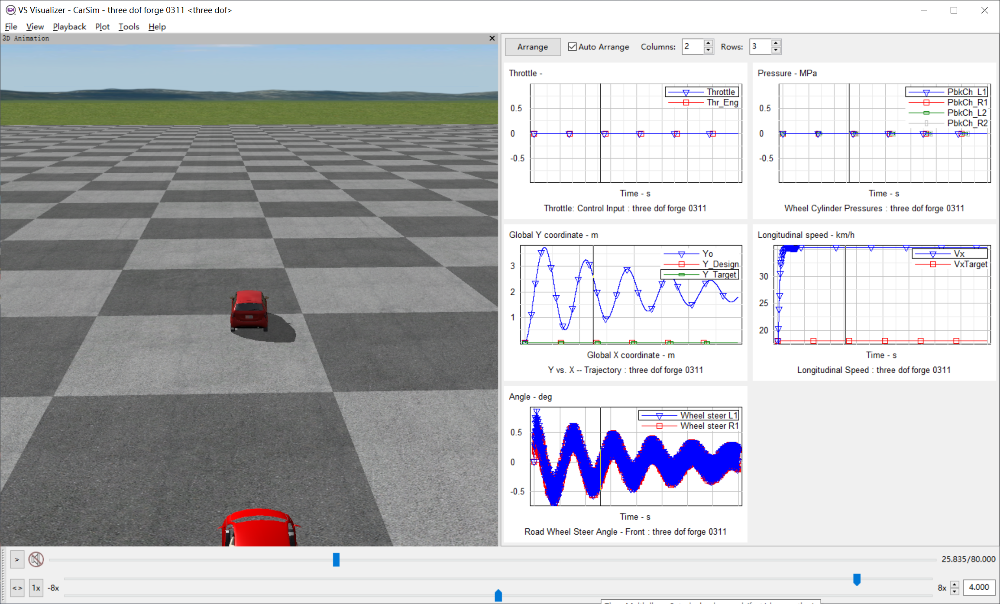 VS Visualizer - CarSim - three dof forge 0311 <three dof>
File View Playback Plot Tools Help
3D Animation
Arrange Auto Arrange Columns: 2 Rows: 3
Throttle -
Throttle
Thr_Eng
0.5
0
-0.5
Time - s
Throttle: Control Input : three dof forge 0311
Pressure - MPa
PbkCh_L1
PbkCh_R1
PbkCh_L2
PbkCh_R2
0.5
0
-0.5
Time - s
Wheel Cylinder Pressures : three dof forge 0311
Global Y coordinate - m
Yo
Y_Design
Y_Target
3
2
1
Global X coordinate - m
Y vs. X -- Trajectory : three dof forge 0311
Longitudinal speed - km/h
Vx
VxTarget
30
25
20
Time - s
Longitudinal Speed : three dof forge 0311
Angle - deg
Wheel steer L1
Wheel steer R1
0.5
0
-0.5
Time - s
Road Wheel Steer Angle - Front : three dof forge 0311
> 25.835/80.000
<> 1x -8x 8x 4.000